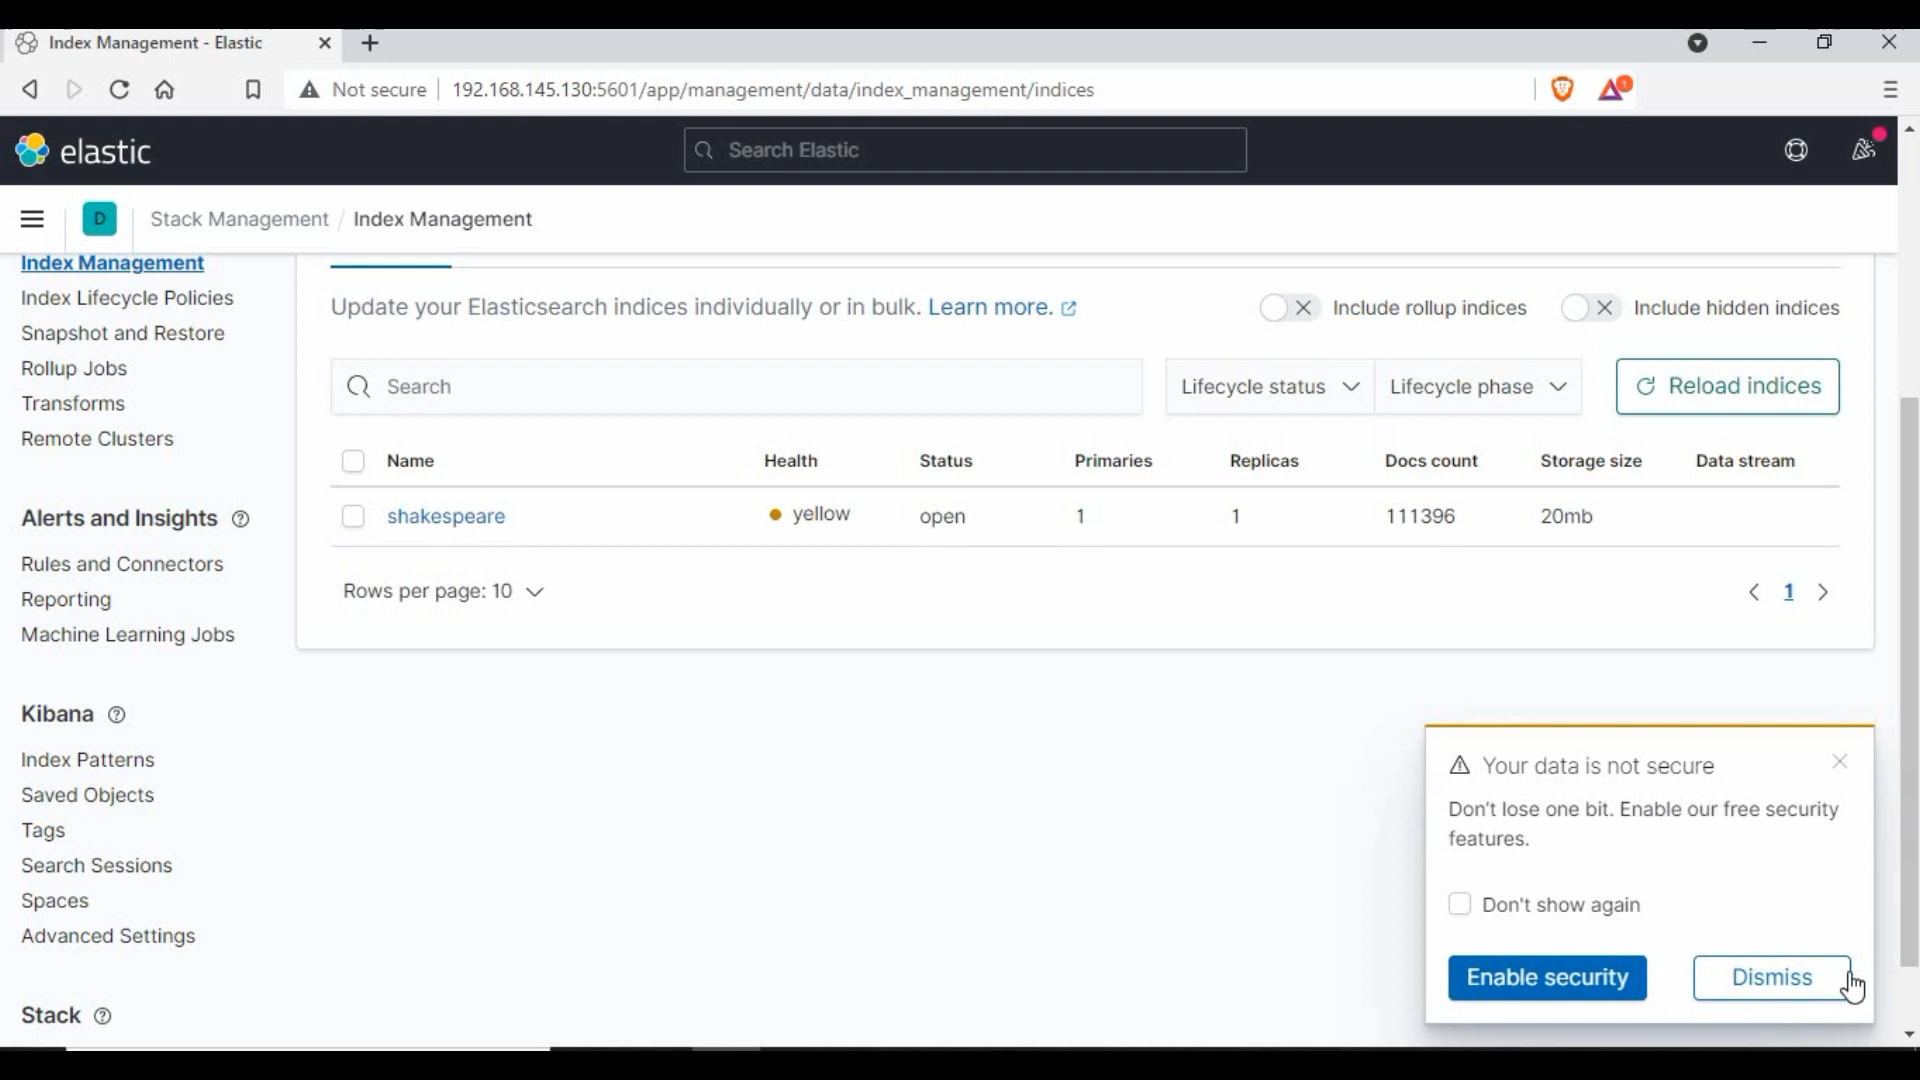 Index Management - Elastic
Not secure
192.168.145.130:5601/app/management/data/index_management/indices
1
elastic
Search Elastic
D
Stack Management / Index Management
Index Management
Index Lifecycle Policies
Snapshot and Restore
Rollup Jobs
Transforms
Remote Clusters
Alerts and Insights
Rules and Connectors
Reporting
Machine Learning Jobs
Kibana
Index Patterns
Saved Objects
Tags
Search Sessions
Spaces
Advanced Settings
Stack
Update your Elasticsearch indices individually or in bulk. Learn more.
Include rollup indices
Include hidden indices
Search
Lifecycle status
Lifecycle phase
Reload indices
Name Health Status Primaries Replicas Docs count Storage size Data stream
shakespeare yellow open 1 1 111396 20mb
Rows per page: 10
1
Your data is not secure
Don't lose one bit. Enable our free security
features.
Don't show again
Enable security
Dismiss